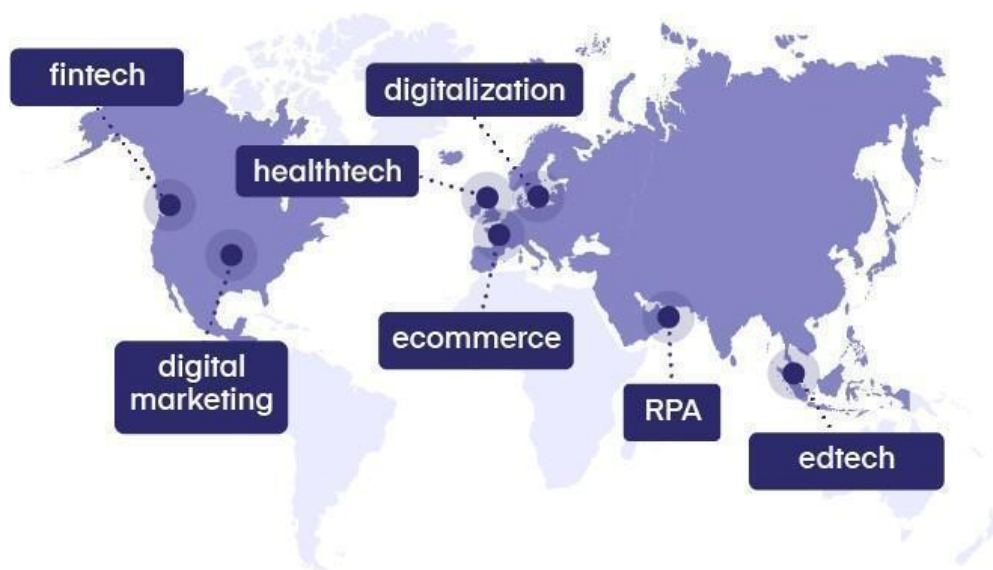 fintech
digitalization
healthtech
ecommerce
digital
marketing
RPA
edtech